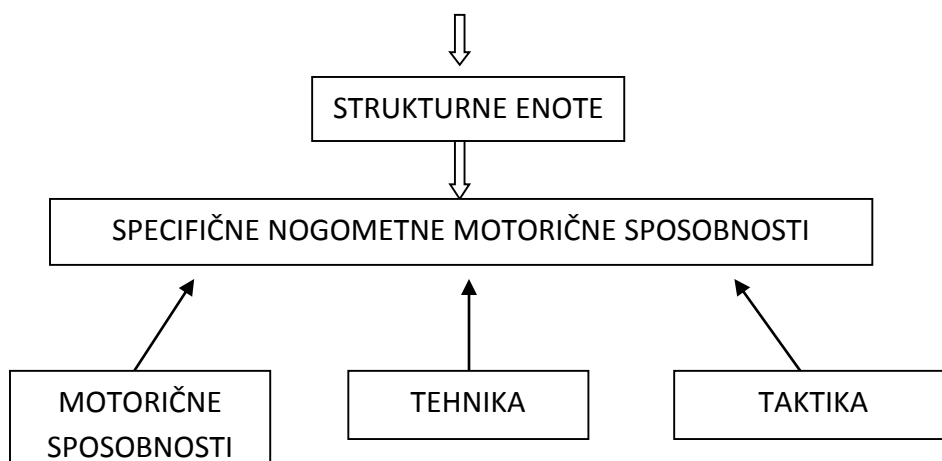 STRUKTURNE ENOTE
SPECIFIČNE NOGOMETNE MOTORIČNE SPOSOBNOSTI
MOTORIČNE
SPOSOBNOSTI
TEHNIKA
TAKTIKA